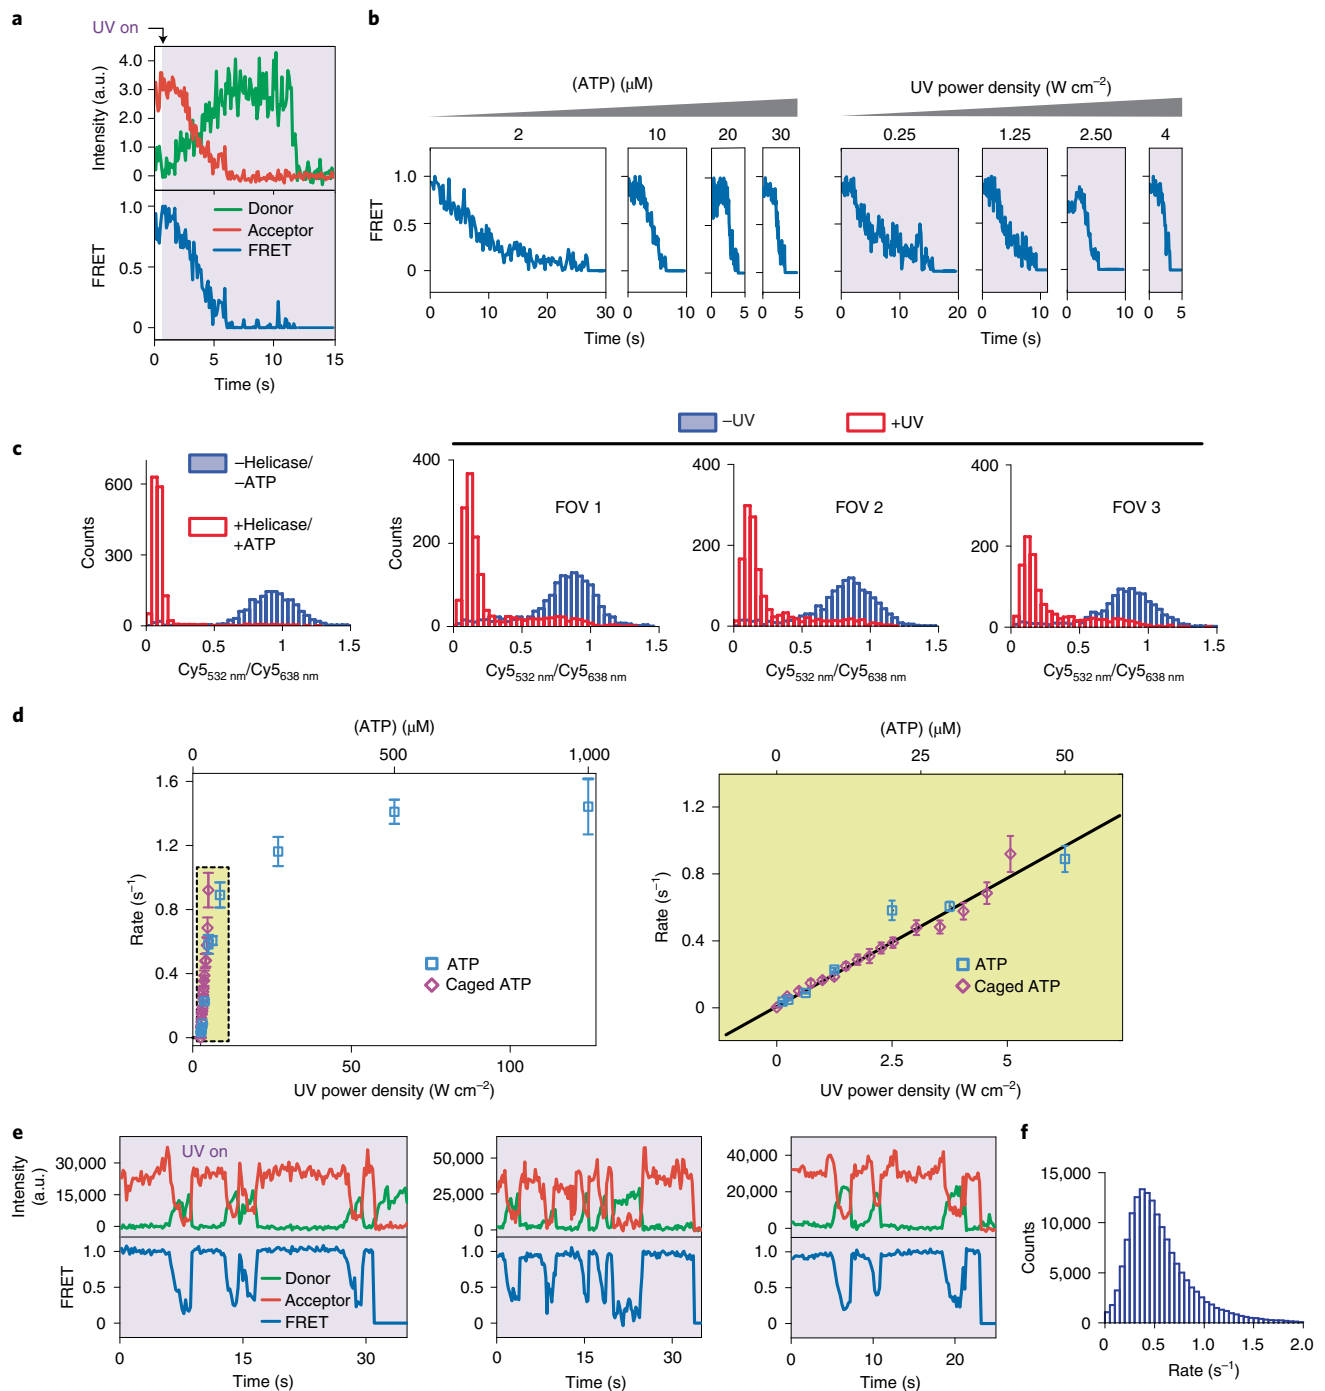 a
UV on
Intensity (a.u.)
4.0
3.0
2.0
1.0
0
FRET
1.0
0.5
0
Donor
Acceptor
FRET
0 5 10 15
Time (s)
b
(ATP) (μM)
2 10 20 30
UV power density (W cm−2)
0.25 1.25 2.50 4
FRET
1.0
0.5
0
0 10 20 30 0 10 0 5 0 5 0 10 20 0 10 0 10 0 5
Time (s) Time (s)
c
–Helicase/
–ATP
+Helicase/
+ATP
Counts
600
300
0
0 0.5 1 1.5
Cy5532 nm/Cy5638 nm
–UV +UV
Counts
400
200
0
FOV 1
0 0.5 1 1.5
Cy5532 nm/Cy5638 nm
400
200
0
FOV 2
0 0.5 1 1.5
Cy5532 nm/Cy5638 nm
400
200
0
FOV 3
0 0.5 1 1.5
Cy5532 nm/Cy5638 nm
d
(ATP) (μM)
0 500 1,000
Rate (s−1)
1.6
1.2
0.8
0.4
0
ATP
Caged ATP
0 50 100
UV power density (W cm−2)
(ATP) (μM)
0 25 50
Rate (s−1)
1.2
0.8
0.4
0
ATP
Caged ATP
0 2.5 5
UV power density (W cm−2)
e
UV on
Intensity
(a.u.)
30,000
15,000
0
FRET
1.0
0.5
0
Donor
Acceptor
FRET
0 15 30
Time (s)
50,000
25,000
0
1.0
0.5
0
0 15 30
Time (s)
40,000
20,000
0
1.0
0.5
0
0 10 20
Time (s)
f
Counts
15,000
10,000
5,000
0
0 0.5 1.0 1.5 2.0
Rate (s−1)